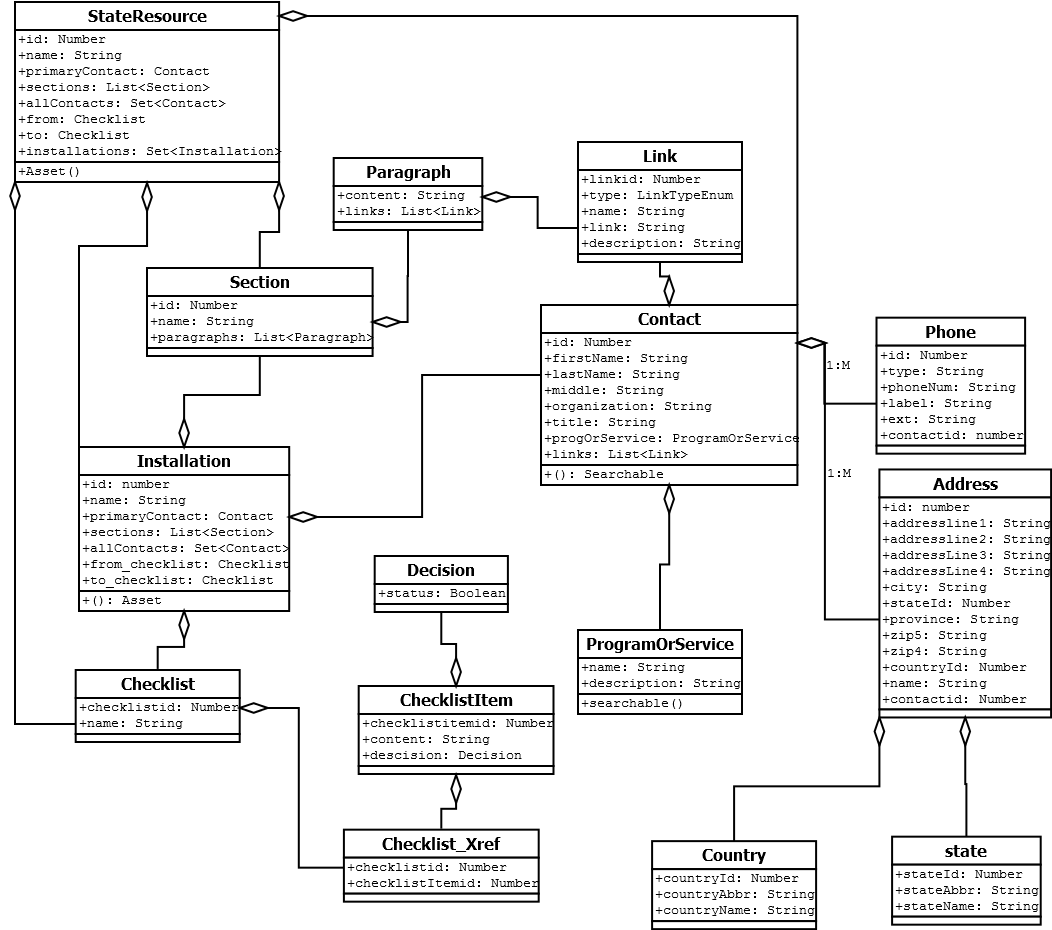 StateResource
+id: Number
+name: String
+primaryContact: Contact
+sections: List<Section>
+allContacts: Set<Contact>
+from: Checklist
+to: Checklist
+installations: Set<Installation>
+Asset()
Paragraph
+content: String
+links: List<Link>
Link
+linkid: Number
+type: LinkTypeEnum
+name: String
+link: String
+description: String
Section
+id: Number
+name: String
+paragraphs: List<Paragraph>
Contact
+id: Number
+firstName: String
+lastName: String
+middle: String
+organization: String
+title: String
+progOrService: ProgramOrService
+links: List<Link>
+(): Searchable
1:M
1:M
Phone
+id: Number
+type: String
+phoneNum: String
+label: String
+ext: String
+contactid: number
Installation
+id: number
+name: String
+primaryContact: Contact
+sections: List<Section>
+allContacts: Set<Contact>
+from_checklist: Checklist
+to_checklist: Checklist
+(): Asset
Address
+id: number
+addressline1: String
+addressline2: String
+addressLine3: String
+addressLine4: String
+city: String
+stateId: Number
+province: String
+zip5: String
+zip4: String
+countryId: Number
+name: String
+contactid: Number
Decision
+status: Boolean
ProgramOrService
+name: String
+description: String
+searchable()
Checklist
+checklistid: Number
+name: String
ChecklistItem
+checklistitemid: Number
+content: String
+descision: Decision
Checklist_Xref
+checklistid: Number
+checklistItemid: Number
Country
+countryId: Number
+countryAbbr: String
+countryName: String
state
+stateId: Number
+stateAbbr: String
+stateName: String